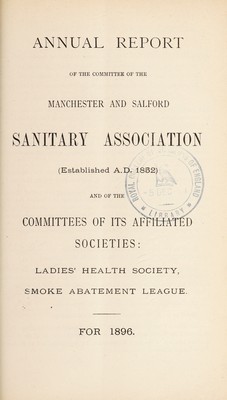 ANNUAL REPORT
OF THE COMMITTEE OF THE
MANCHESTER AND SALFORD
SANITARY ASSOCIATION
(Established A.D. 1852)
AND OF THE
COMMITTEES OF ITS AFFILIATED
SOCIETIES:
LADIES' HEALTH SOCIETY,
SMOKE ABATEMENT LEAGUE.
FOR 1896.
LIBRARY